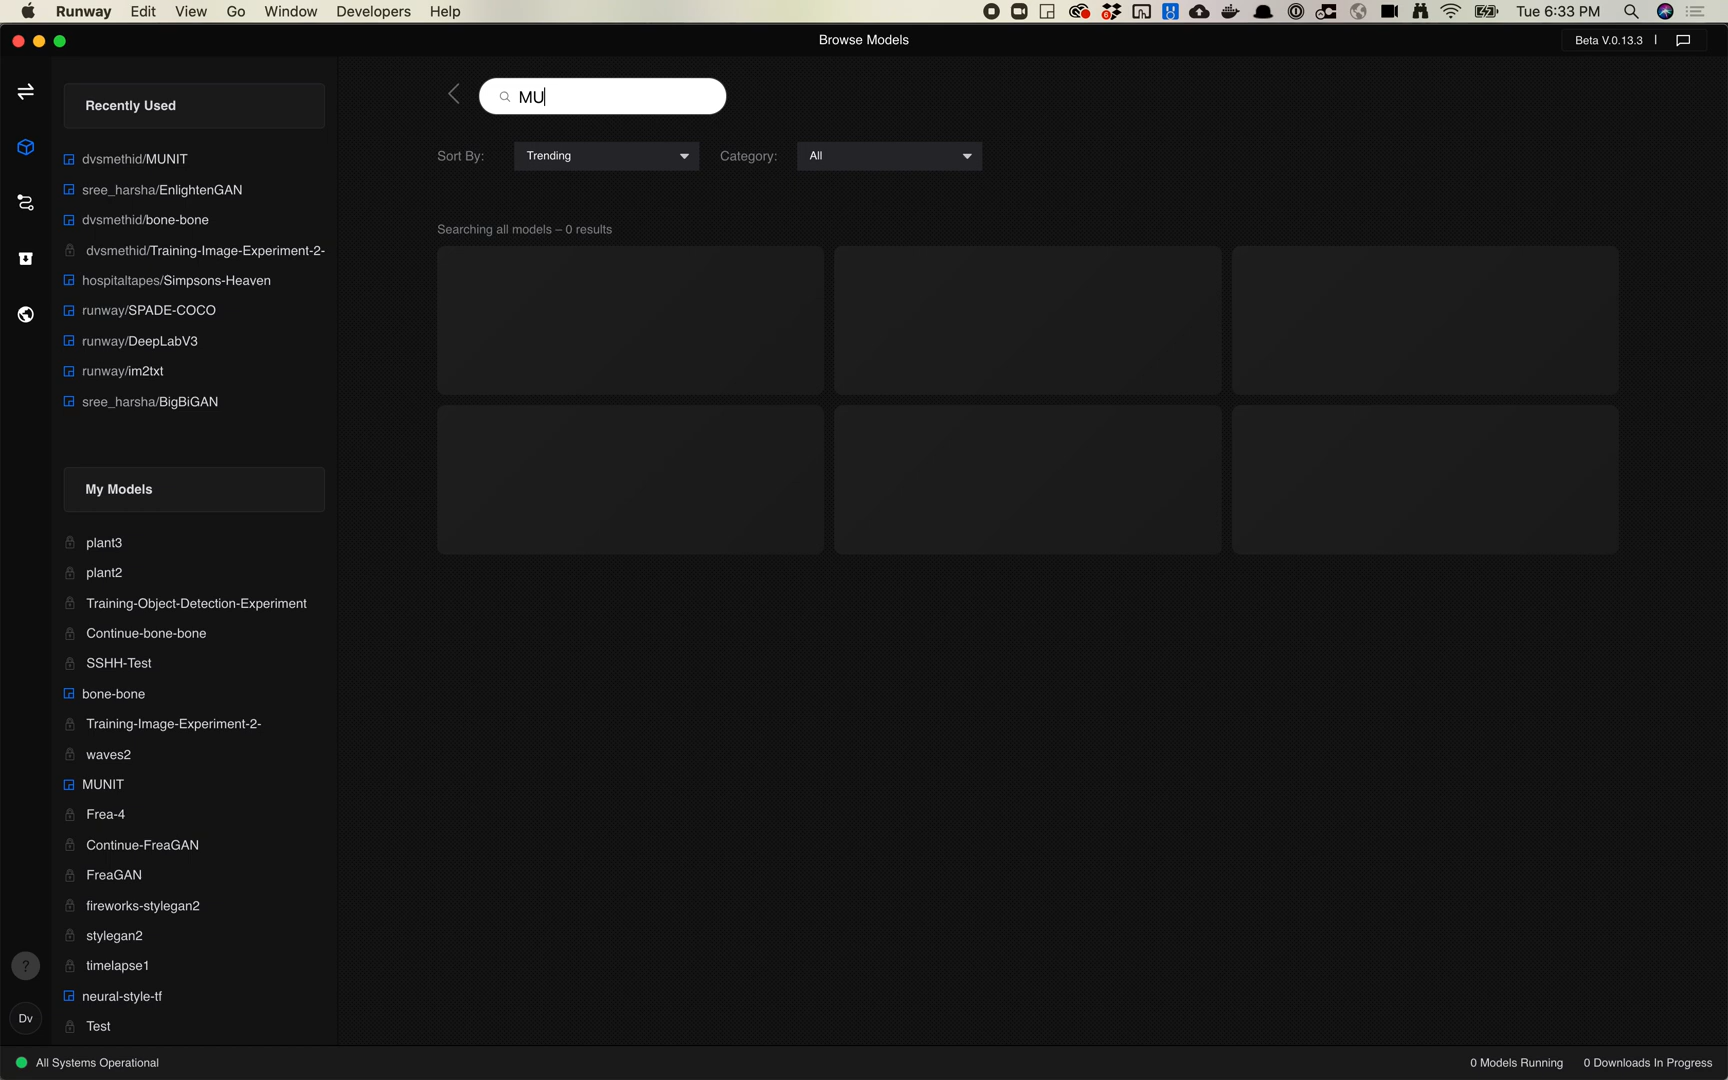 Runway Edit View Go Window Developers Help
Tue 6:33 PM
Browse Models
Beta V.0.13.3
MU
Recently Used
dvsmethid/MUNIT
sree_harsha/EnlightenGAN
dvsmethid/bone-bone
dvsmethid/Training-Image-Experiment-2-
hospitaltapes/Simpsons-Heaven
runway/SPADE-COCO
runway/DeepLabV3
runway/im2txt
sree_harsha/BigBiGAN
My Models
plant3
plant2
Training-Object-Detection-Experiment
Continue-bone-bone
SSHH-Test
bone-bone
Training-Image-Experiment-2-
waves2
MUNIT
Frea-4
Continue-FreaGAN
FreaGAN
fireworks-stylegan2
stylegan2
timelapse1
neural-style-tf
Test
Sort By: Trending Category: All
Searching all models – 0 results
?
Dv
All Systems Operational
0 Models Running 0 Downloads In Progress